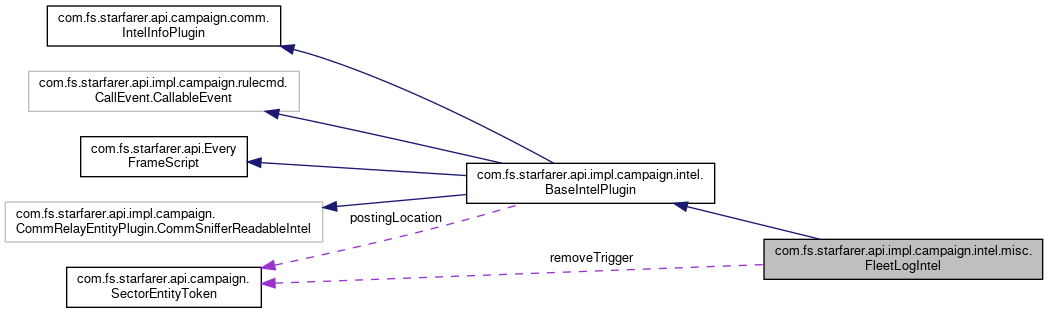 com.fs.starfarer.api.campaign.comm.
IntelInfoPlugin
com.fs.starfarer.api.impl.campaign.rulecmd.
CallEvent.CallableEvent
com.fs.starfarer.api.Every
FrameScript
com.fs.starfarer.api.impl.campaign.intel.
BaseIntelPlugin
com.fs.starfarer.api.impl.campaign.
CommRelayEntityPlugin.CommSnifferReadableIntel
postingLocation
com.fs.starfarer.api.impl.campaign.intel.misc.
FleetLogIntel
removeTrigger
com.fs.starfarer.api.campaign.
SectorEntityToken